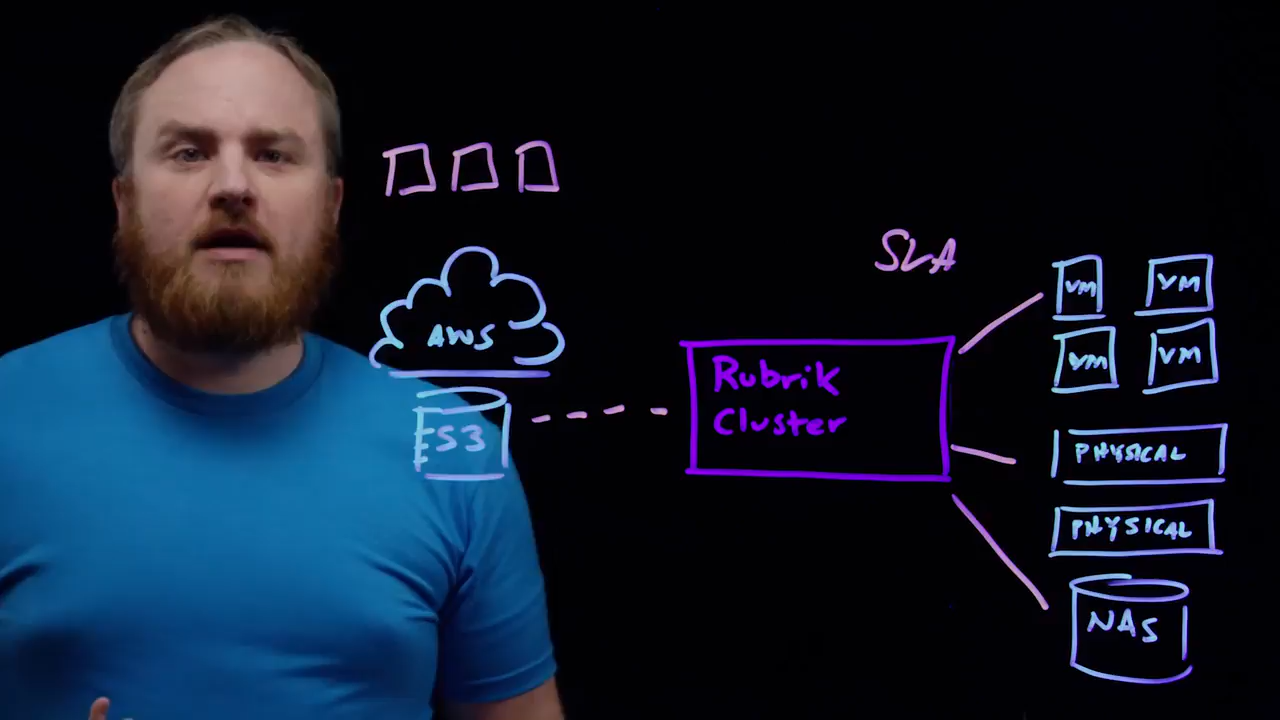 SLA
VM VM
VM VM
AWS
Rubrik
Cluster
S3
PHYSICAL
PHYSICAL
NAS